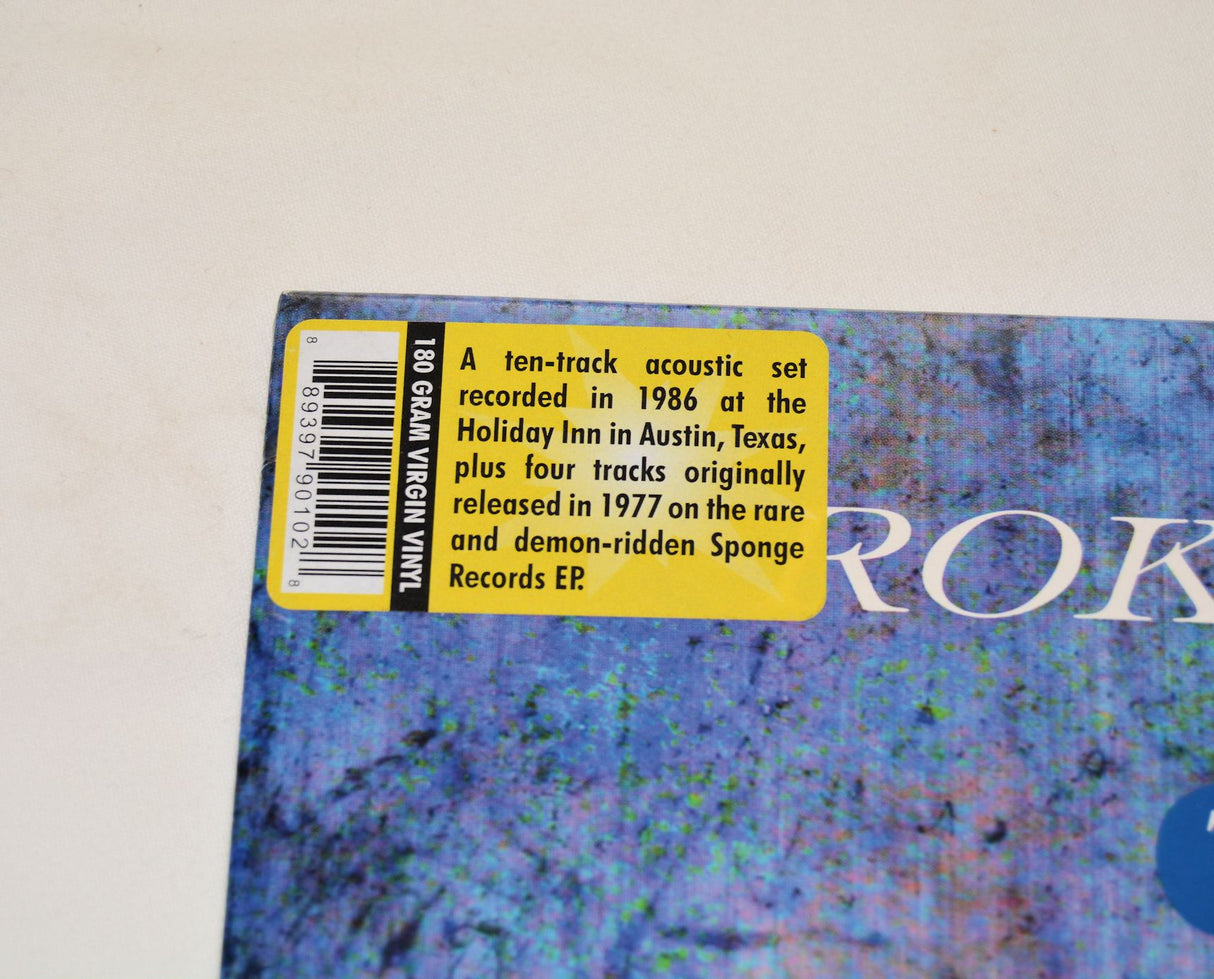 A ten-track acoustic set
recorded in 1986 at the
Holiday Inn in Austin, Texas,
plus four tracks originally
released in 1977 on the rare
and demon-ridden Sponge
Records EP.
180 GRAM VIRGIN VINYL
8 89397 90102 8
ROK